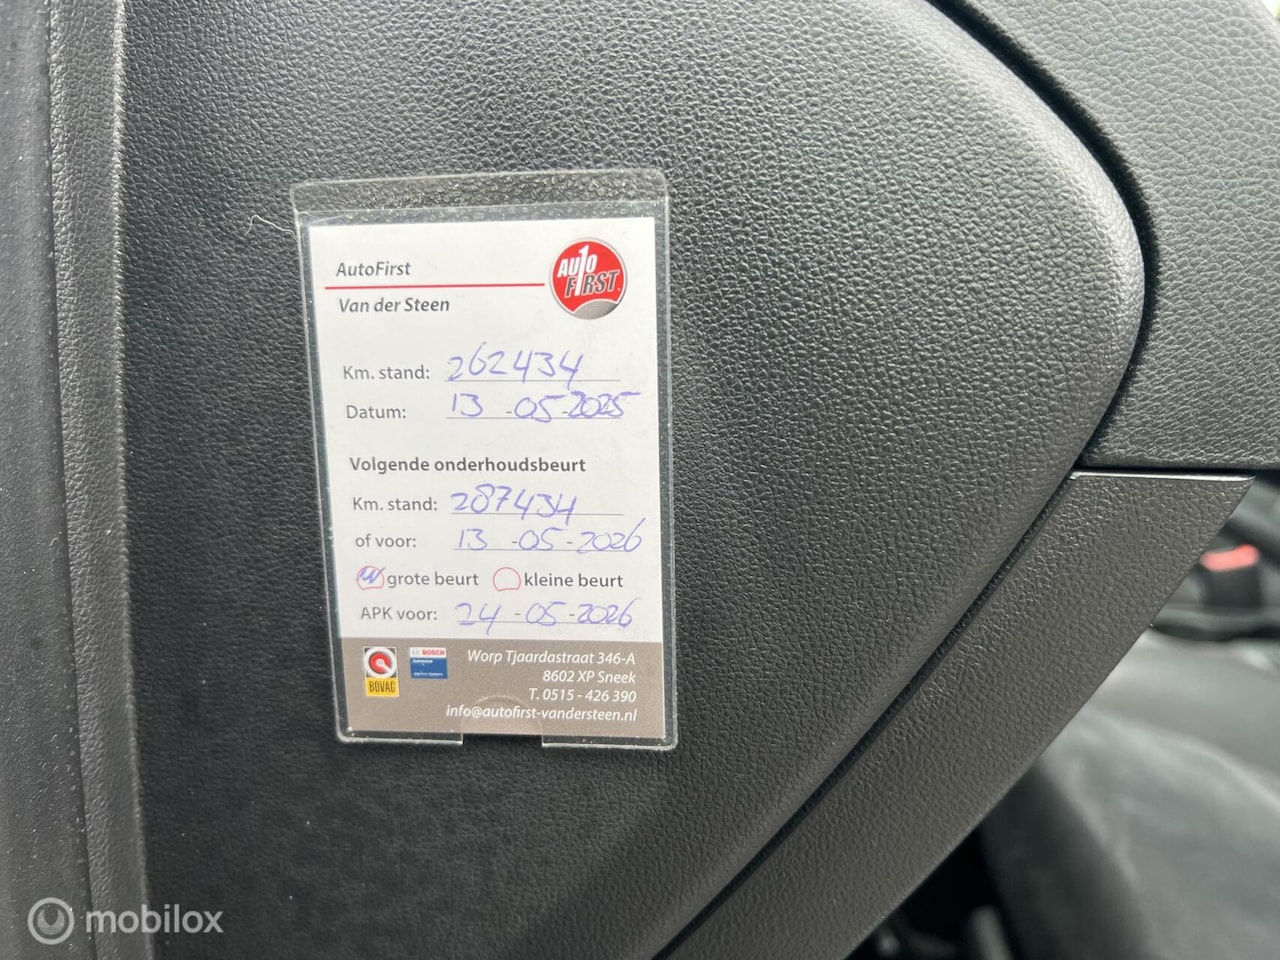 AutoFirst
AUTO
F1RST
Van der Steen
Km. stand: 262434
Datum: 13 -05-2025
Volgende onderhoudsbeurt
Km. stand: 287434
of voor: 13 -05-2026
grote beurt kleine beurt
APK voor: 24-05-2026
BOVAG
BOSCH
Worp Tjaardastraat 346-A
8602 XP Sneek
T. 0515 - 426 390
info@autofirst-vandersteen.nl
mobilox